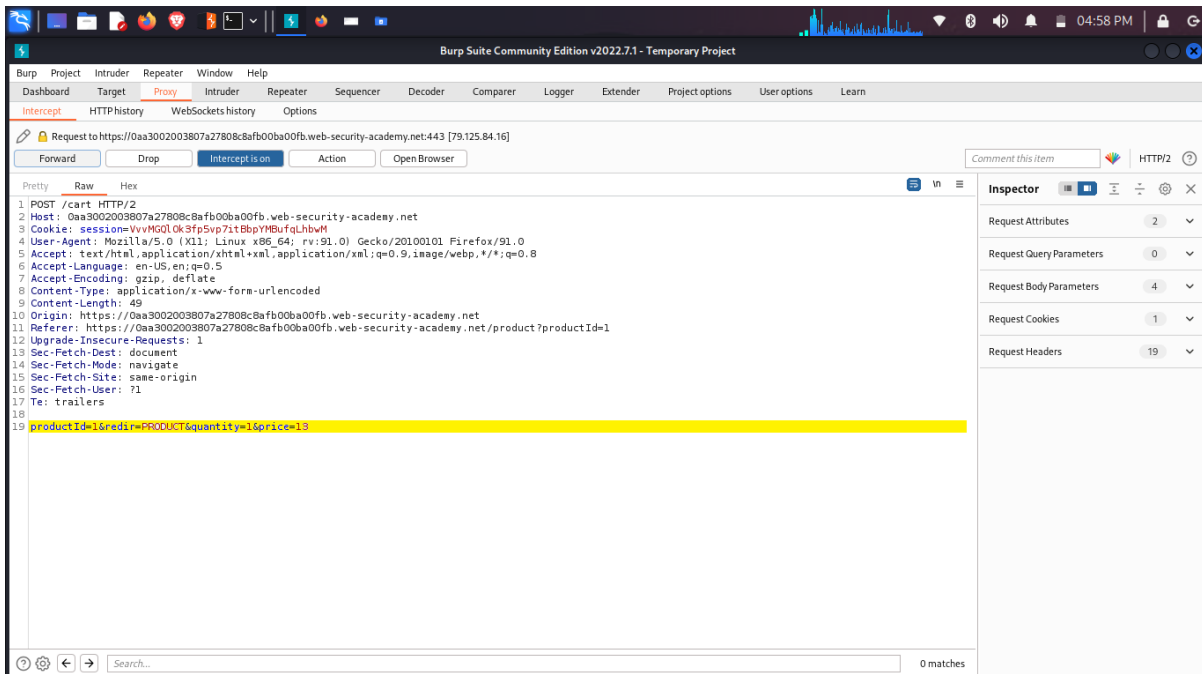 04:58 PM
Burp Suite Community Edition v2022.7.1 - Temporary Project
Burp Project Intruder Repeater Window Help
Dashboard Target Proxy Intruder Repeater Sequencer Decoder Comparer Logger Extender Project options User options Learn
Intercept HTTP history WebSockets history Options
Request to https://0aa3002003807a27808c8afb00ba00fb.web-security-academy.net:443 [79.125.84.16]
Forward Drop Intercept is on Action Open Browser Comment this item HTTP/2 ?
Pretty Raw Hex \n
Inspector
1 POST /cart HTTP/2
2 Host: 0aa3002003807a27808c8afb00ba00fb.web-security-academy.net
3 Cookie: session=VvvMGQlOk3fp5vp7itBbpYMBufqLhbwM
4 User-Agent: Mozilla/5.0 (X11; Linux x86_64; rv:91.0) Gecko/20100101 Firefox/91.0
5 Accept: text/html,application/xhtml+xml,application/xml;q=0.9,image/webp,*/*;q=0.8
6 Accept-Language: en-US,en;q=0.5
7 Accept-Encoding: gzip, deflate
8 Content-Type: application/x-www-form-urlencoded
9 Content-Length: 49
10 Origin: https://0aa3002003807a27808c8afb00ba00fb.web-security-academy.net
11 Referer: https://0aa3002003807a27808c8afb00ba00fb.web-security-academy.net/product?productId=1
12 Upgrade-Insecure-Requests: 1
13 Sec-Fetch-Dest: document
14 Sec-Fetch-Mode: navigate
15 Sec-Fetch-Site: same-origin
16 Sec-Fetch-User: ?1
17 Te: trailers
18
19 productId=1&redir=PRODUCT&quantity=1&price=13
Request Attributes 2
Request Query Parameters 0
Request Body Parameters 4
Request Cookies 1
Request Headers 19
? Search... 0 matches